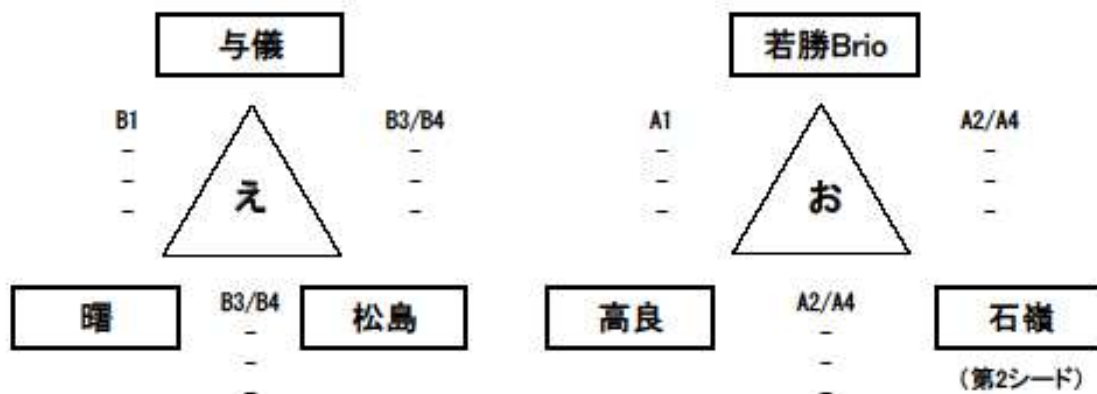 与儀
若勝Brio
B1
B3/B4
A1
A2/A4
- - - -
- - - -
- - - -
え
お
曙
B3/B4
松島
高良
A2/A4
石嶺
- -
- -
- -
(第2シード)